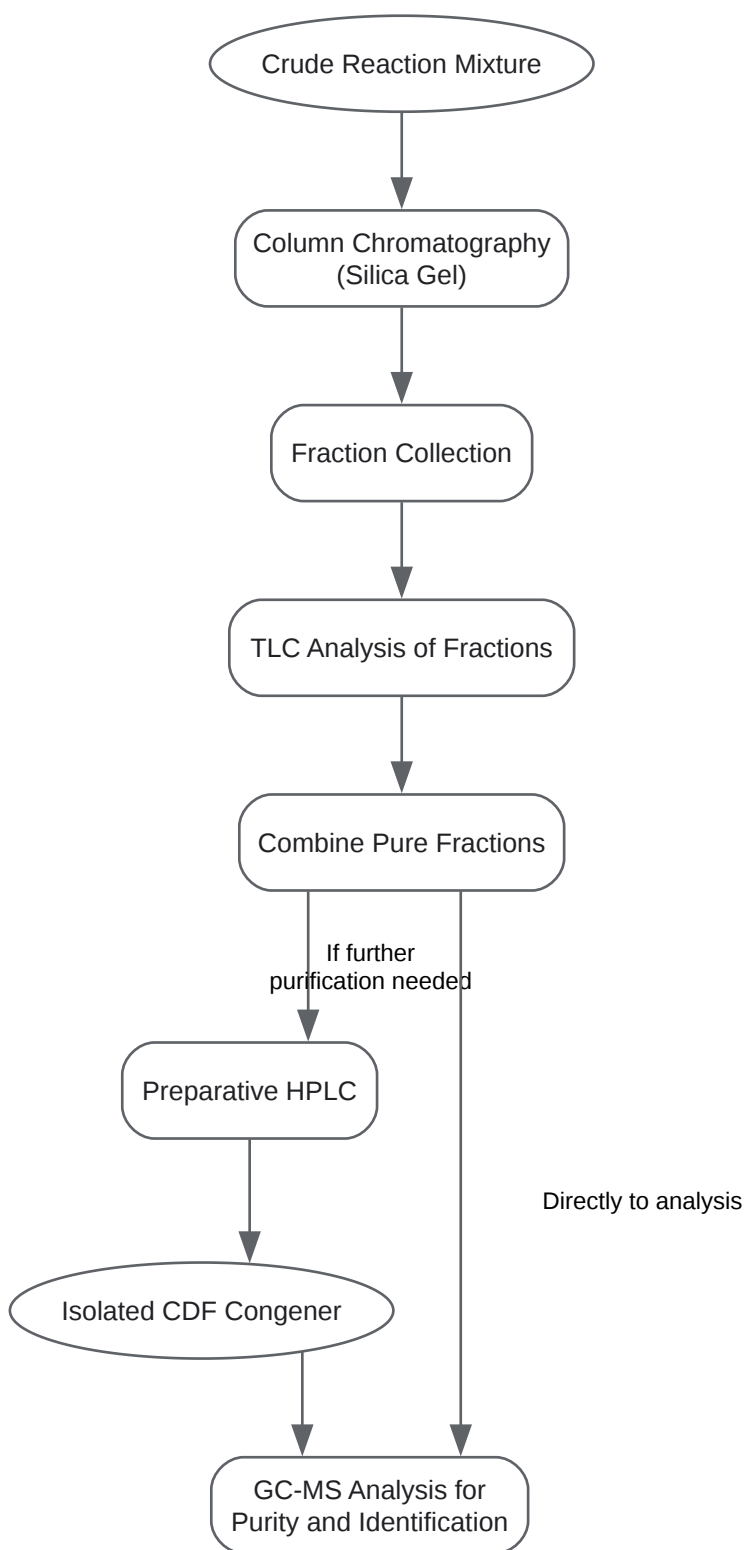 Crude Reaction Mixture
Column Chromatography
(Silica Gel)
Fraction Collection
TLC Analysis of Fractions
Combine Pure Fractions
If further
purification needed
Preparative HPLC
Directly to analysis
Isolated CDF Congener
GC-MS Analysis for
Purity and Identification